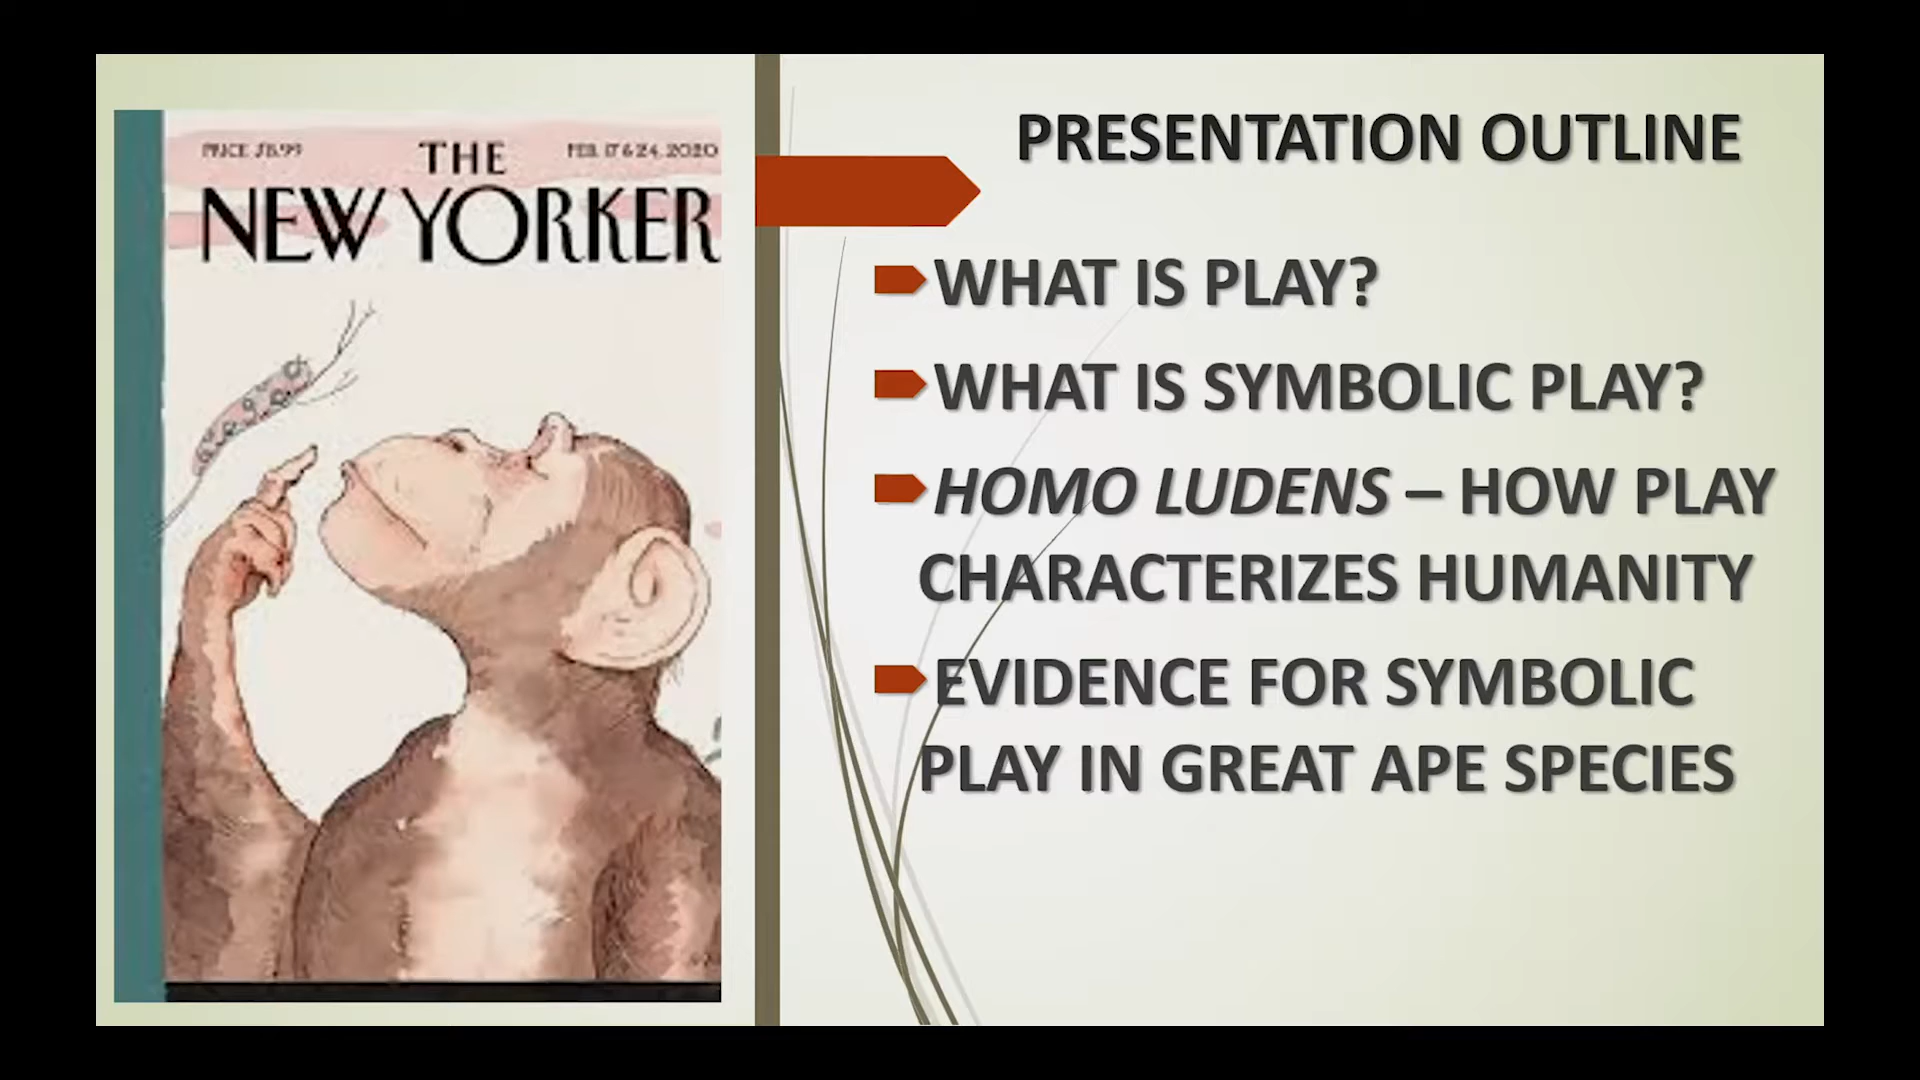 PRICE $8.99
THE
FEB. 17 & 24, 2020
NEW YORKER
PRESENTATION OUTLINE
WHAT IS PLAY?
WHAT IS SYMBOLIC PLAY?
HOMO LUDENS – HOW PLAY
CHARACTERIZES HUMANITY
EVIDENCE FOR SYMBOLIC
PLAY IN GREAT APE SPECIES